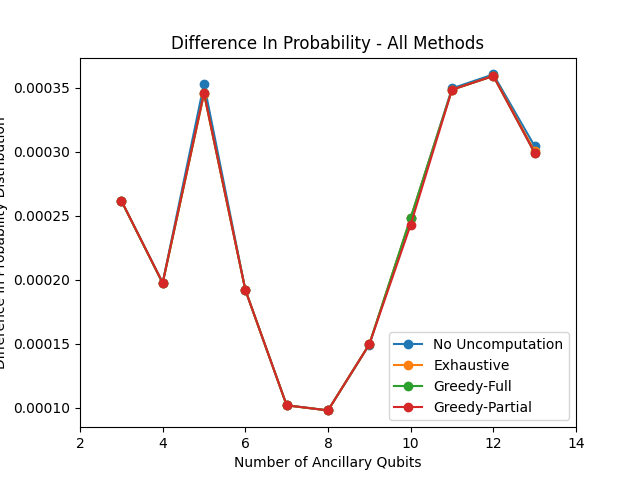 Difference In Probability - All Methods
Difference In Probability Distribution
0.00035
0.00030
0.00025
0.00020
0.00015
0.00010
2 4 6 8 10 12 14
Number of Ancillary Qubits
No Uncomputation
Exhaustive
Greedy-Full
Greedy-Partial